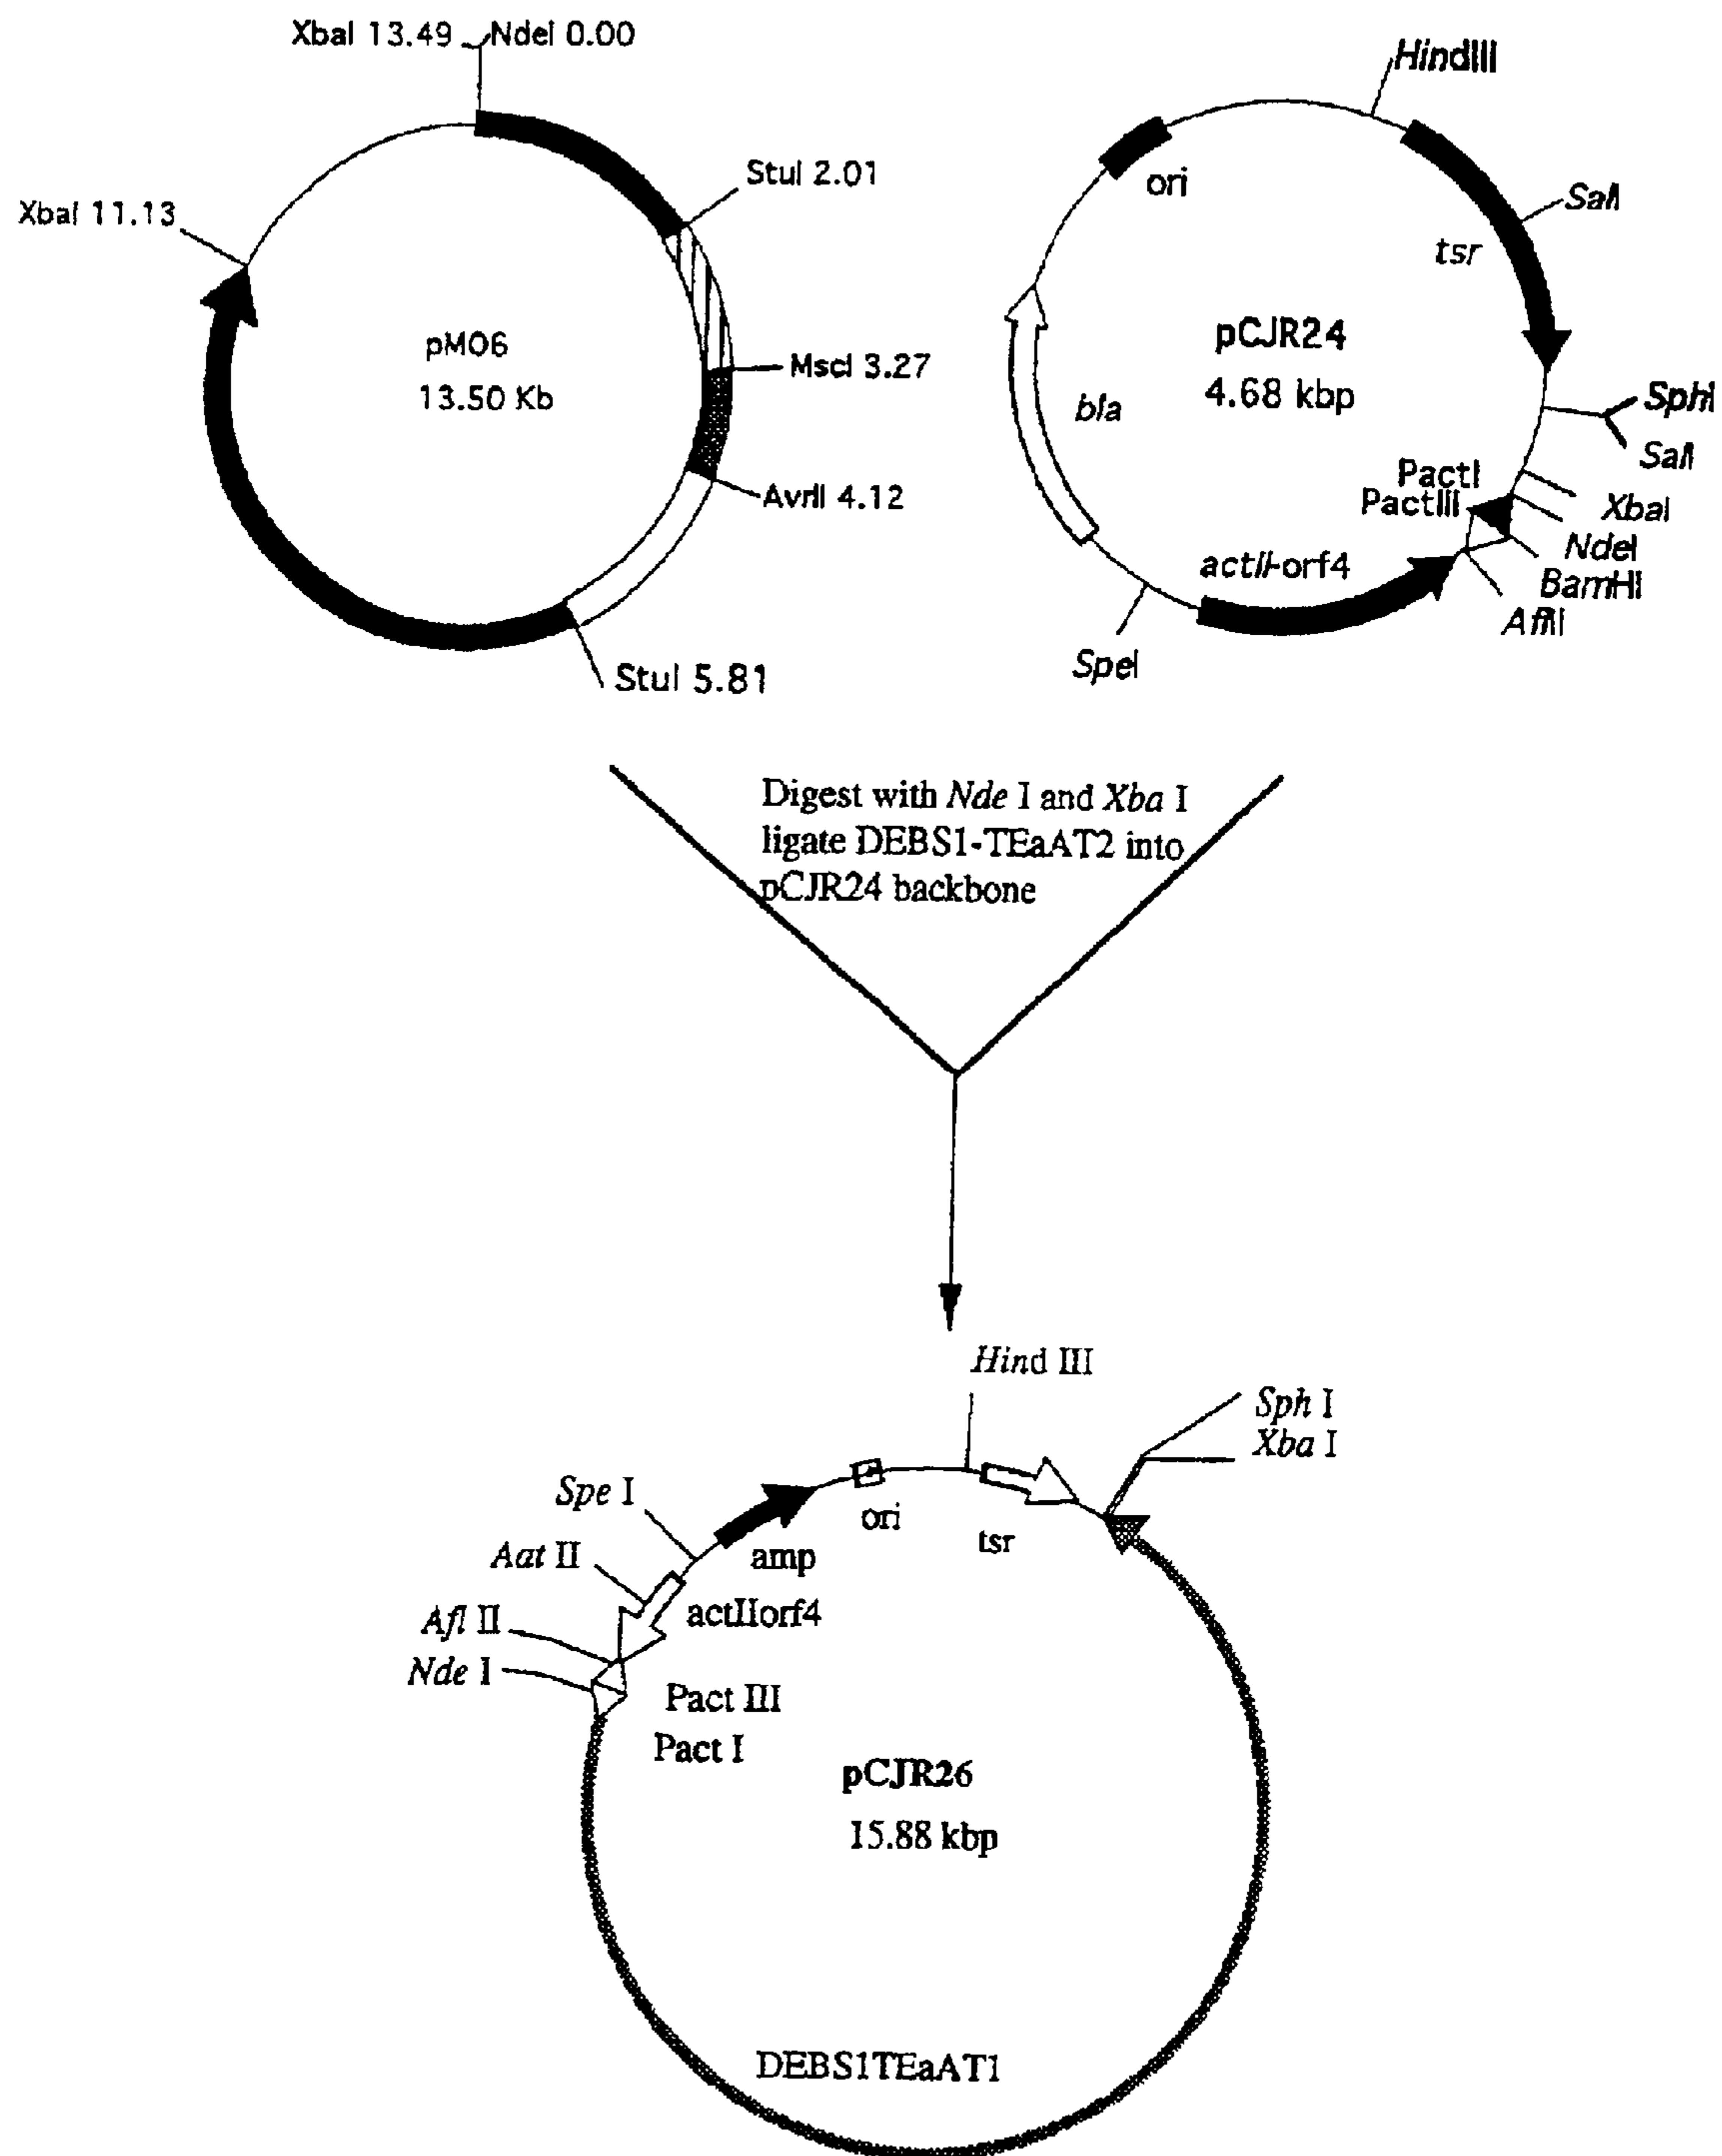 XbaI 13.49
NdeI 0.00
StuI 2.01
XbaI 11.13
pMO6
13.50 Kb
MscI 3.27
AvrII 4.12
StuI 5.81
HindIII
ori
SalI
tsr
pCJR24
4.68 kbp
bla
SphI
SalI
PactI
PactIII
XbaI
NdeI
BamHI
AflII
actII-orf4
SpeI
Digest with Nde I and Xba I
ligate DEBS1-TEaAT2 into
pCJR24 backbone
Hind III
Sph I
Xba I
Spe I
ori
tsr
Aat II
amp
actIIorf4
Afl II
Nde I
Pact III
Pact I
pCJR26
15.88 kbp
DEBS1TEaAT1